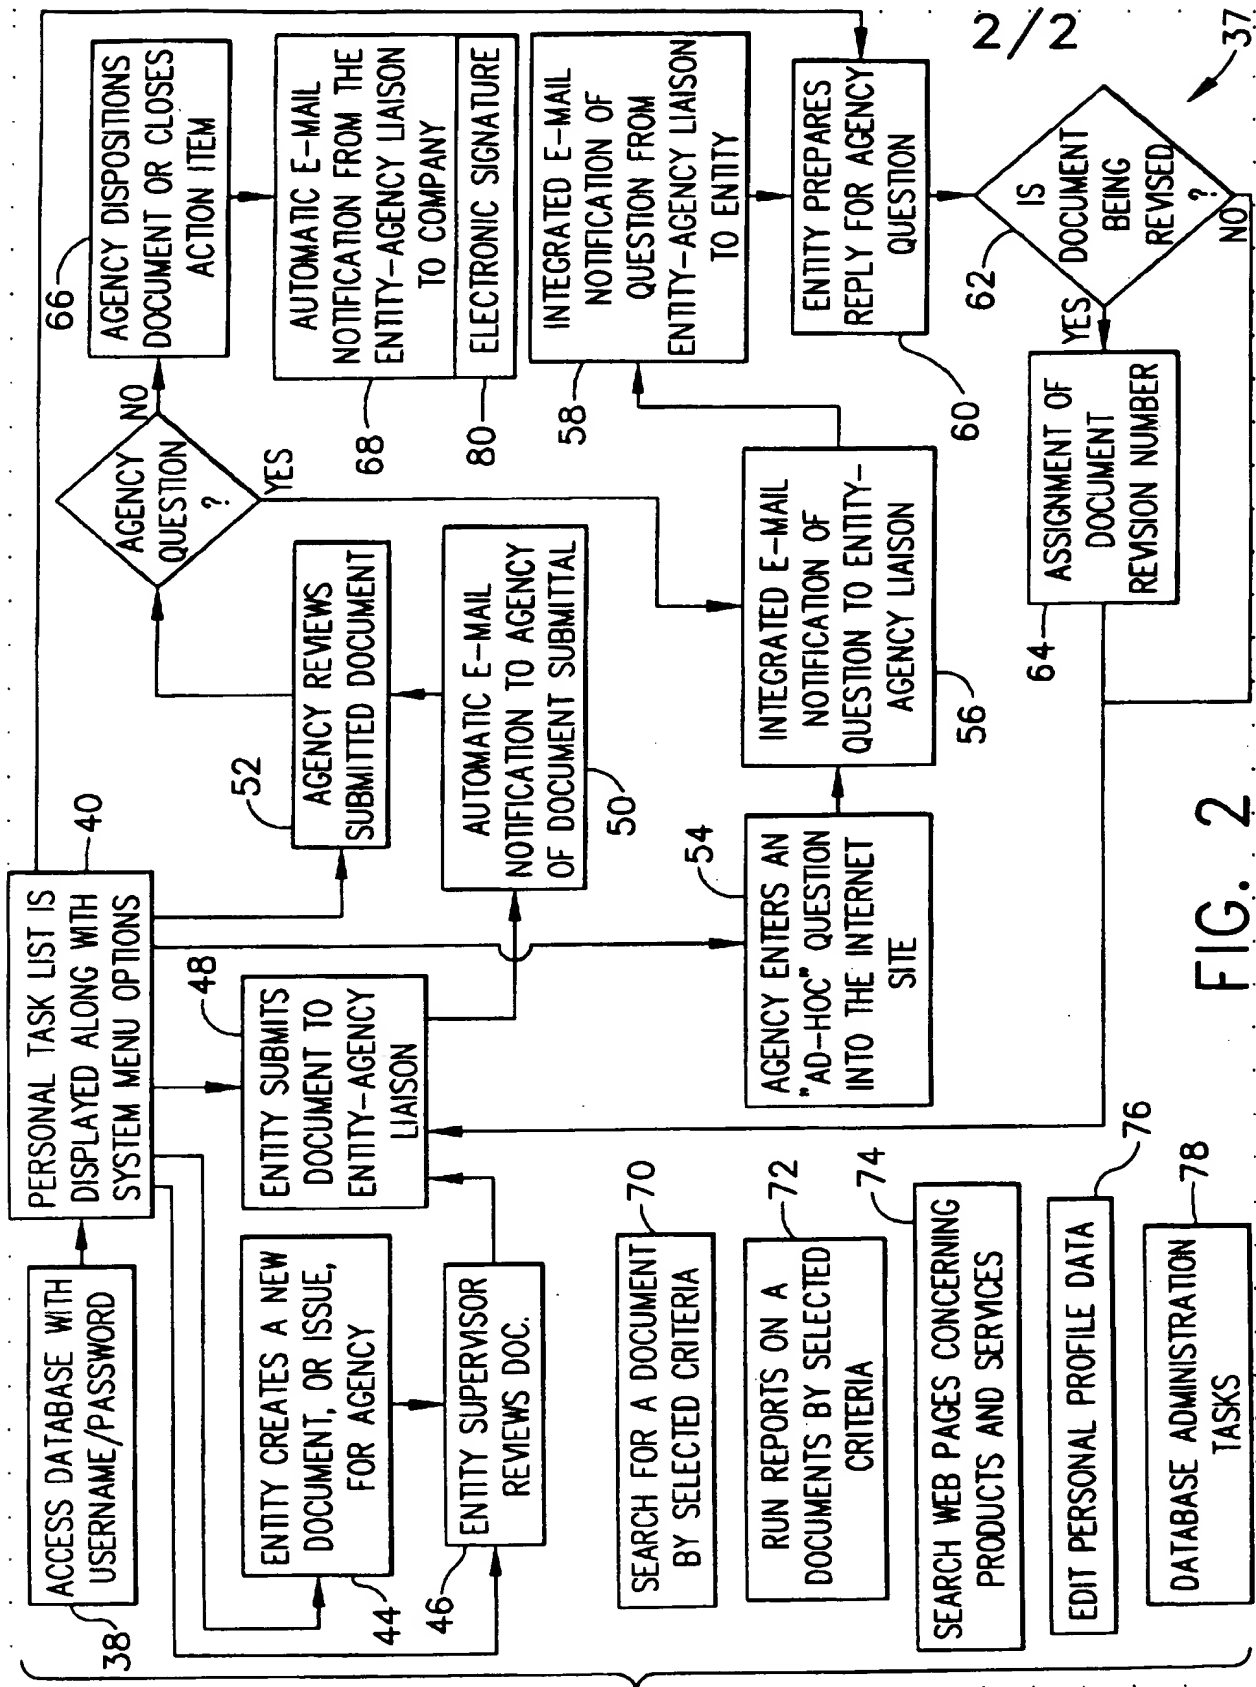 2/2
37
38
ACCESS DATABASE WITH
USERNAME/PASSWORD
40
PERSONAL TASK LIST IS
DISPLAYED ALONG WITH
SYSTEM MENU OPTIONS
44
ENTITY CREATES A NEW
DOCUMENT, OR ISSUE,
FOR AGENCY
46
ENTITY SUPERVISOR
REVIEWS DOC.
48
ENTITY SUBMITS
DOCUMENT TO
ENTITY-AGENCY
LIAISON
50
AUTOMATIC E-MAIL
NOTIFICATION TO AGENCY
OF DOCUMENT SUBMITTAL
52
AGENCY REVIEWS
SUBMITTED DOCUMENT
AGENCY
QUESTION
?
NO
YES
66
AGENCY DISPOSITIONS
DOCUMENT OR CLOSES
ACTION ITEM
68
AUTOMATIC E-MAIL
NOTIFICATION FROM THE
ENTITY-AGENCY LIAISON
TO COMPANY
80
ELECTRONIC SIGNATURE
54
AGENCY ENTERS AN
"AD-HOC" QUESTION
INTO THE INTERNET
SITE
56
INTEGRATED E-MAIL
NOTIFICATION OF
QUESTION TO ENTITY-
AGENCY LIAISON
58
INTEGRATED E-MAIL
NOTIFICATION OF
QUESTION FROM
ENTITY-AGENCY LIAISON
TO ENTITY
60
ENTITY PREPARES
REPLY FOR AGENCY
QUESTION
62
IS
DOCUMENT
BEING
REVISED
?
YES
NO
64
ASSIGNMENT OF
DOCUMENT
REVISION NUMBER
70
SEARCH FOR A DOCUMENT
BY SELECTED CRITERIA
72
RUN REPORTS ON A
DOCUMENTS BY SELECTED
CRITERIA
74
SEARCH WEB PAGES CONCERNING
PRODUCTS AND SERVICES
76
EDIT PERSONAL PROFILE DATA
78
DATABASE ADMINISTRATION
TASKS
FIG. 2